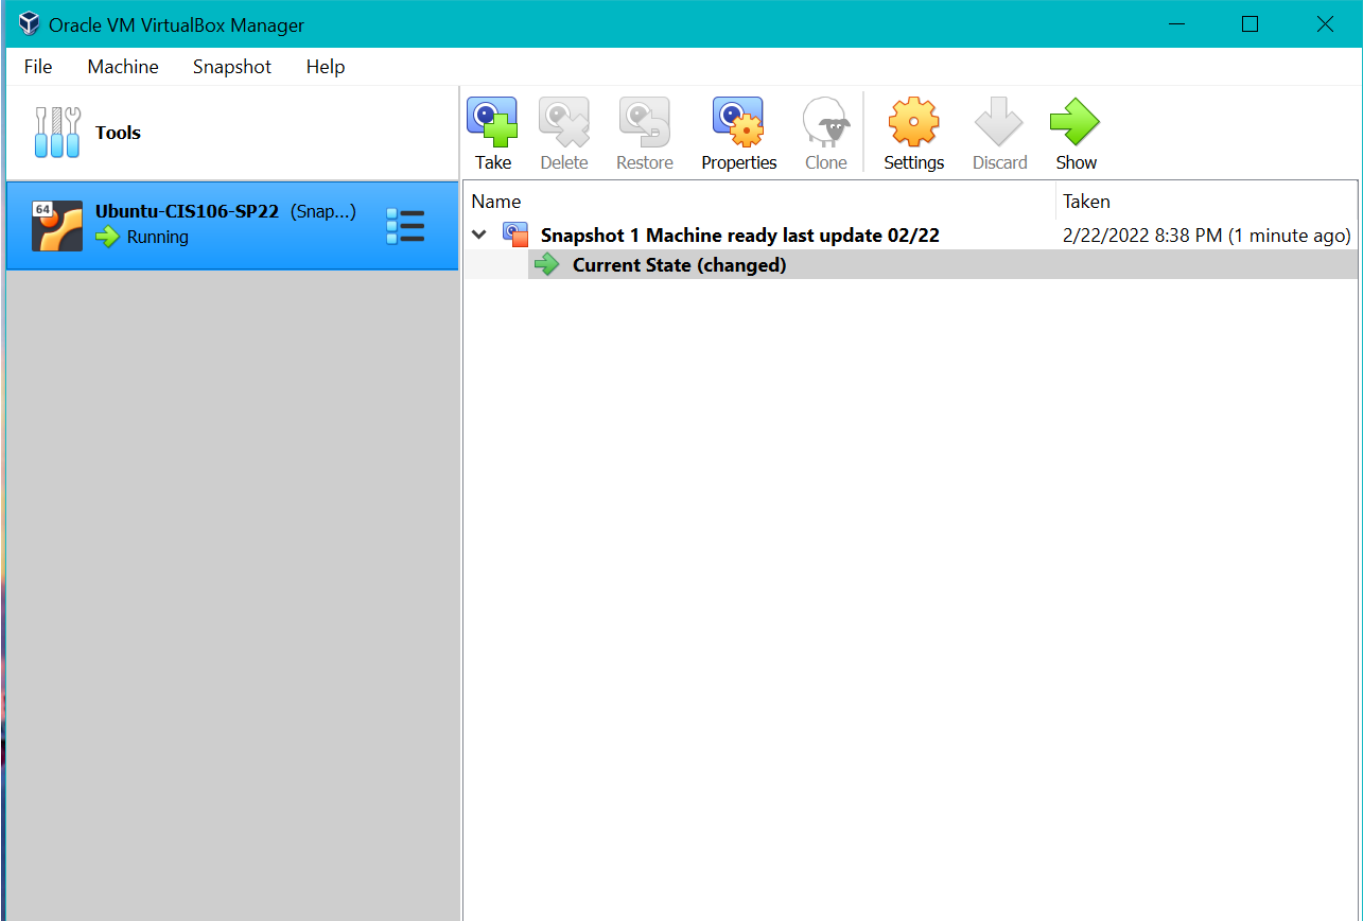 Oracle VM VirtualBox Manager
File Machine Snapshot Help
Tools
Take Delete Restore Properties Clone Settings Discard Show
64
Ubuntu-CIS106-SP22 (Snap...)
Running
Name Taken
Snapshot 1 Machine ready last update 02/22 2/22/2022 8:38 PM (1 minute ago)
Current State (changed)